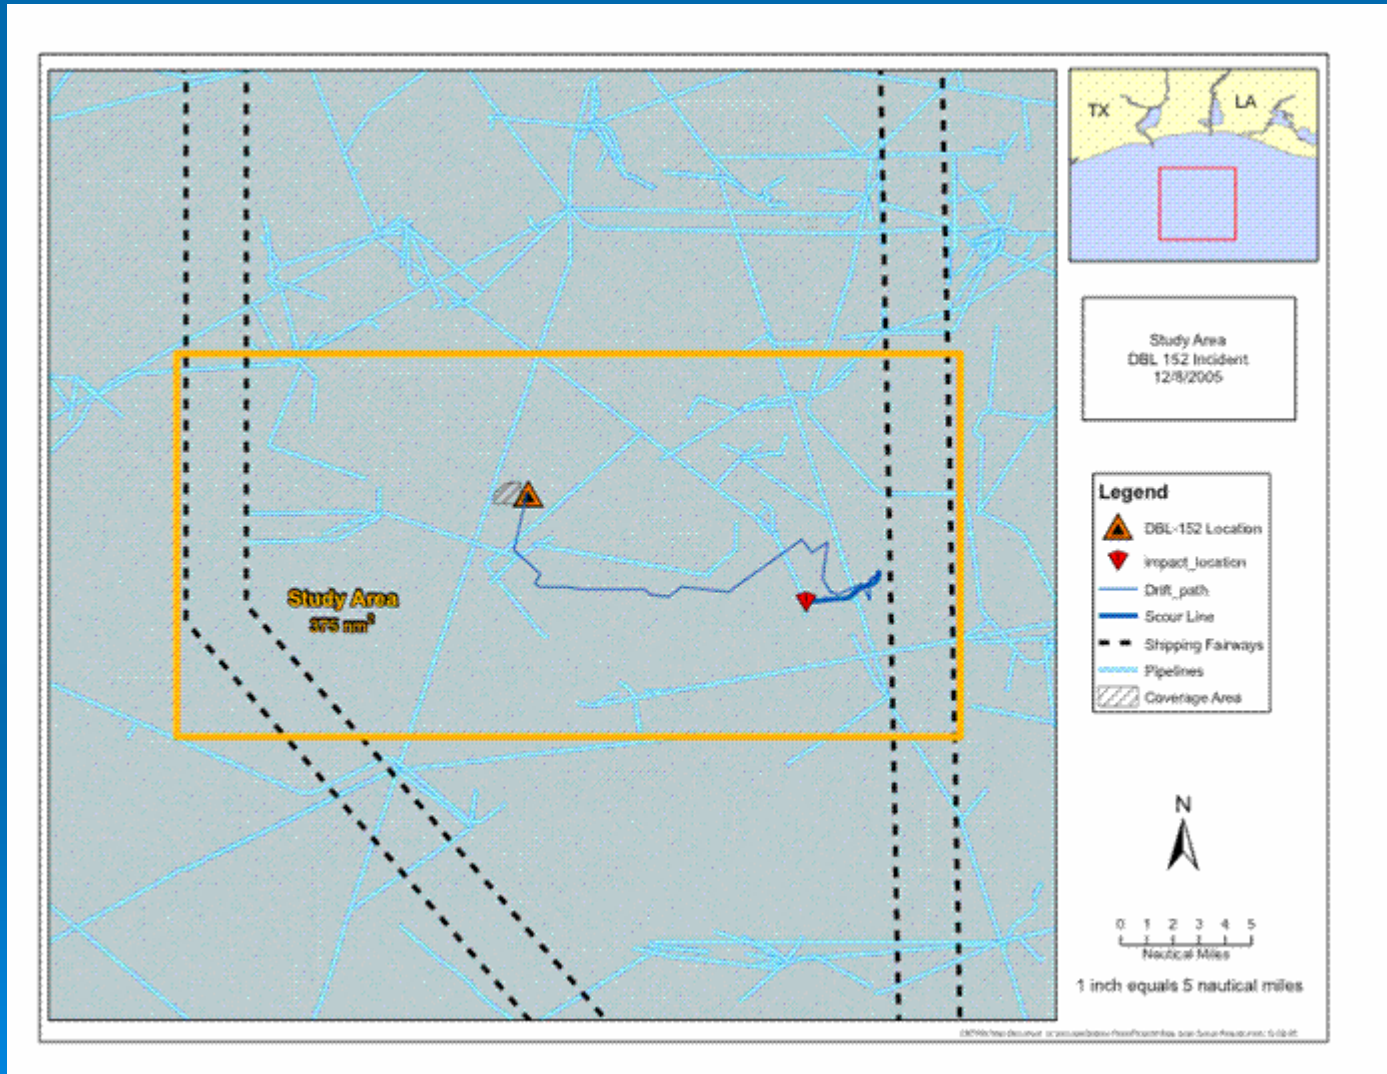 TX
LA
Study Area
DBL 152 Incident
12/8/2005
Study Area
375 nm²
Legend
DBL-152 Location
Impact_location
Drift_path
Scour Line
Shipping Fairways
Pipelines
Coverage Area
N
0 1 2 3 4 5
Nautical Miles
1 inch equals 5 nautical miles